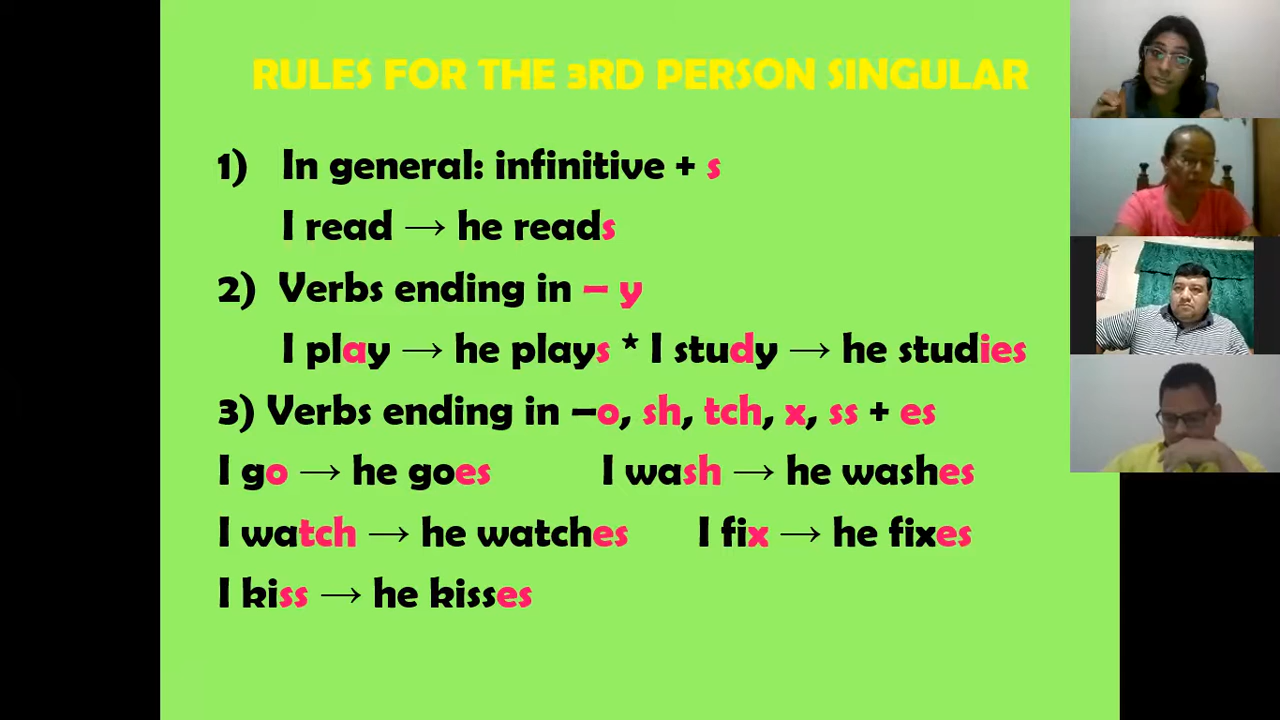 RULES FOR THE 3RD PERSON SINGULAR
1) In general: infinitive + s
I read → he reads
2) Verbs ending in – y
I play → he plays * I study → he studies
3) Verbs ending in –o, sh, tch, x, ss + es
I go → he goes I wash → he washes
I watch → he watches I fix → he fixes
I kiss → he kisses